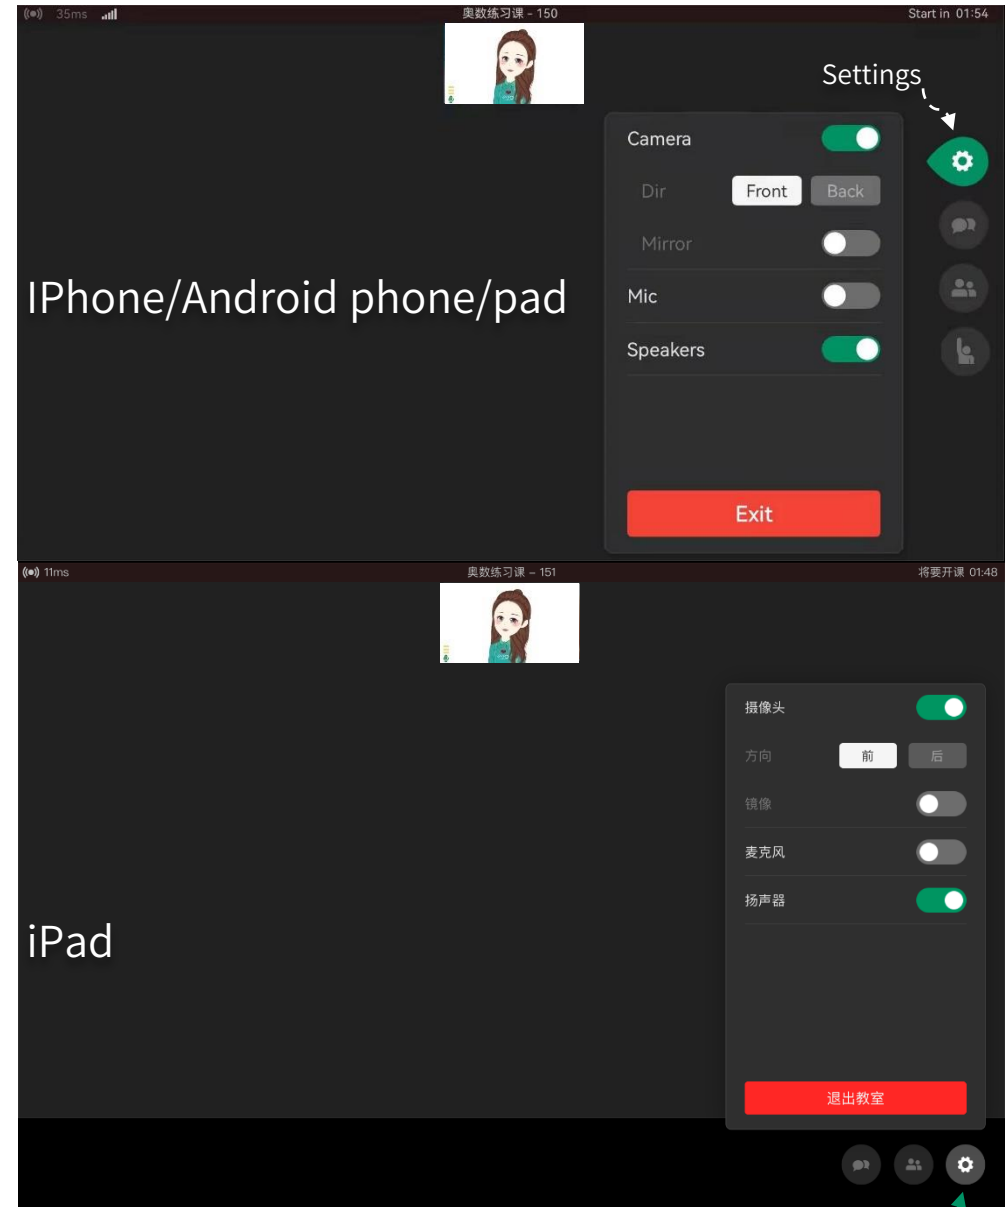 35ms
奥数练习课 - 150
Start in 01:54
Settings
Camera
Dir
Front
Back
Mirror
IPhone/Android phone/pad
Mic
Speakers
Exit
11ms
奥数练习课 – 151
将要开课 01:48
摄像头
方向
前
后
镜像
麦克风
扬声器
iPad
退出教室